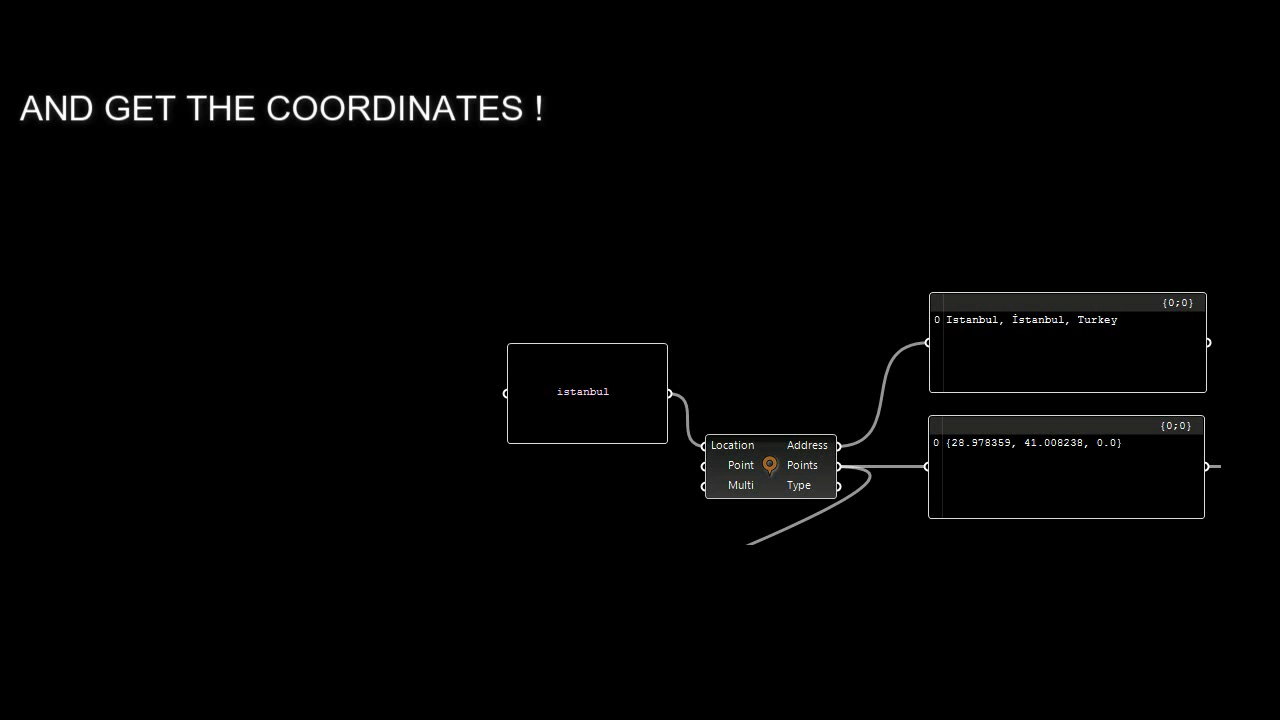 AND GET THE COORDINATES !
{0;0}
0 Istanbul, İstanbul, Turkey
istanbul
{0;0}
0 {28.978359, 41.008238, 0.0}
Location Address
Point Points
Multi Type